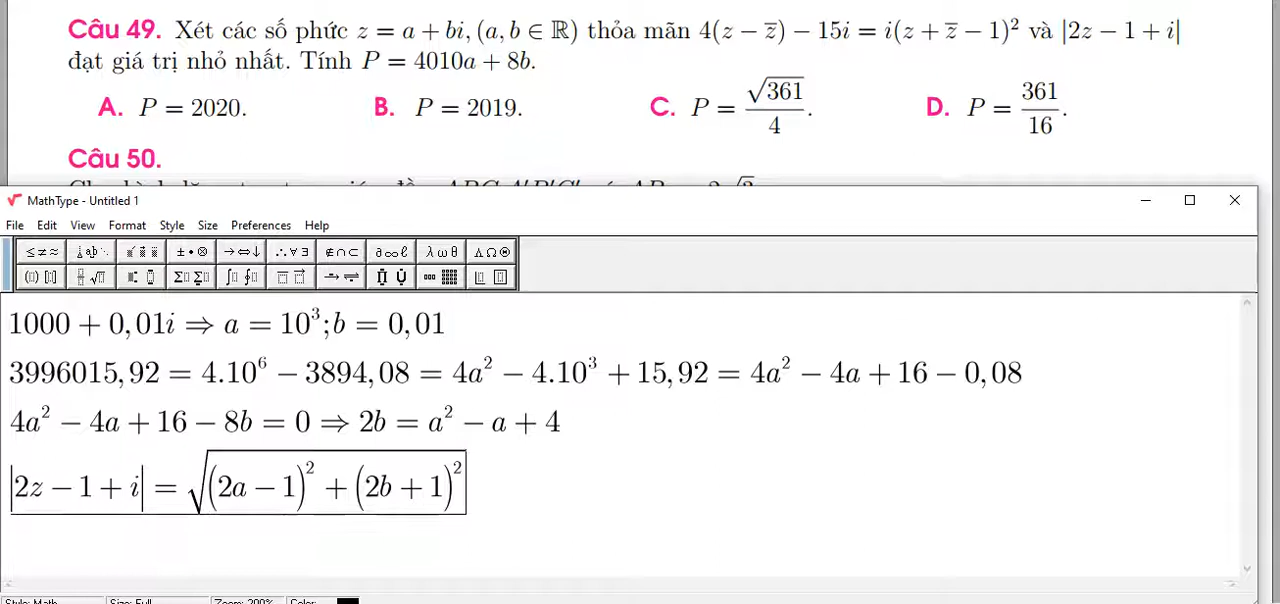 Câu 49. Xét các số phức z = a + bi, (a, b ∈ ℝ) thỏa mãn 4(z − z̅) − 15i = i(z + z̅ − 1)² và |2z − 1 + i|
đạt giá trị nhỏ nhất. Tính P = 4010a + 8b.
A. P = 2020. B. P = 2019. C. P = √361/4. D. P = 361/16.
Câu 50.
MathType - Untitled 1
File Edit View Format Style Size Preferences Help
1000 + 0,01i ⇒ a = 10³; b = 0,01
3996015,92 = 4.10⁶ − 3894,08 = 4a² − 4.10³ + 15,92 = 4a² − 4a + 16 − 0,08
4a² − 4a + 16 − 8b = 0 ⇒ 2b = a² − a + 4
|2z − 1 + i| = √((2a − 1)² + (2b + 1)²)